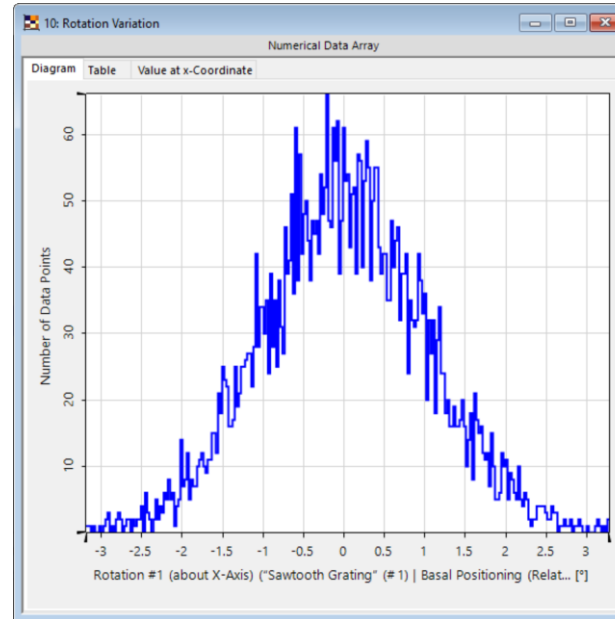 10: Rotation Variation
Numerical Data Array
Diagram Table Value at x-Coordinate
Number of Data Points
60
50
40
30
20
10
-3 -2.5 -2 -1.5 -1 -0.5 0 0.5 1 1.5 2 2.5 3
Rotation #1 (about X-Axis) ("Sawtooth Grating" (# 1) | Basal Positioning (Relat... [°]